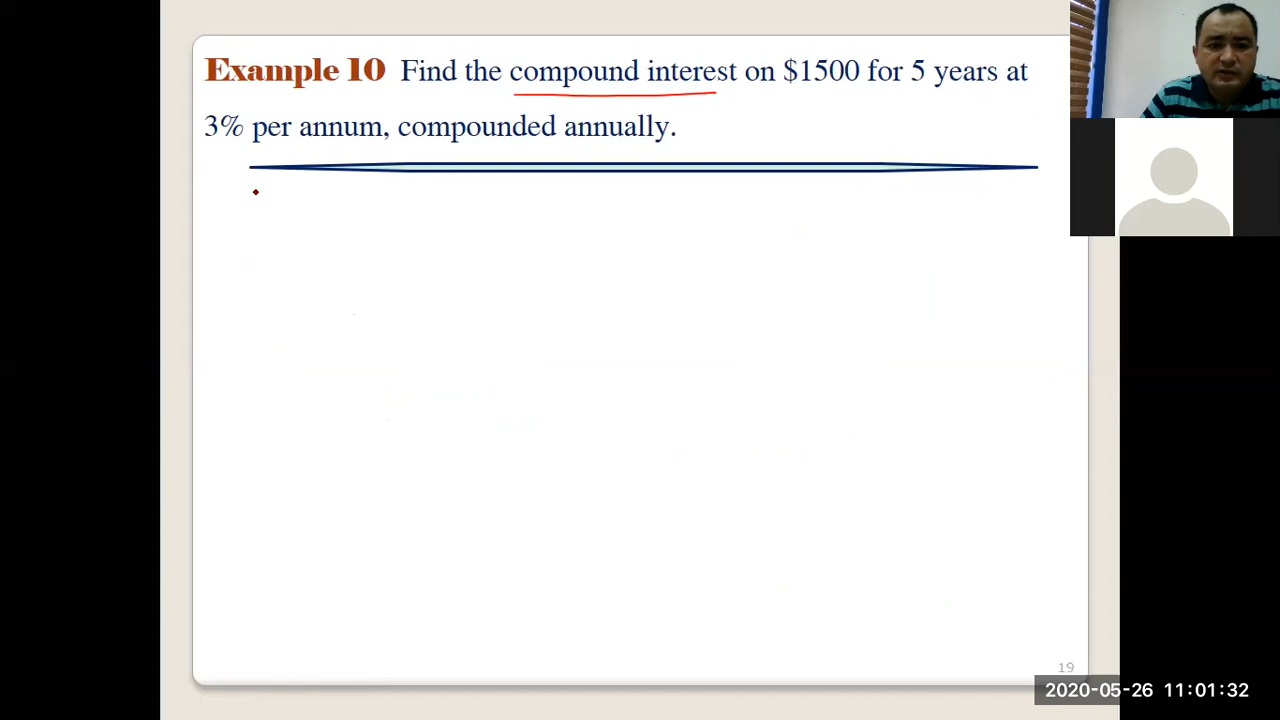 Example 10 Find the compound interest on $1500 for 5 years at
3% per annum, compounded annually.
19
2020-05-26 11:01:32